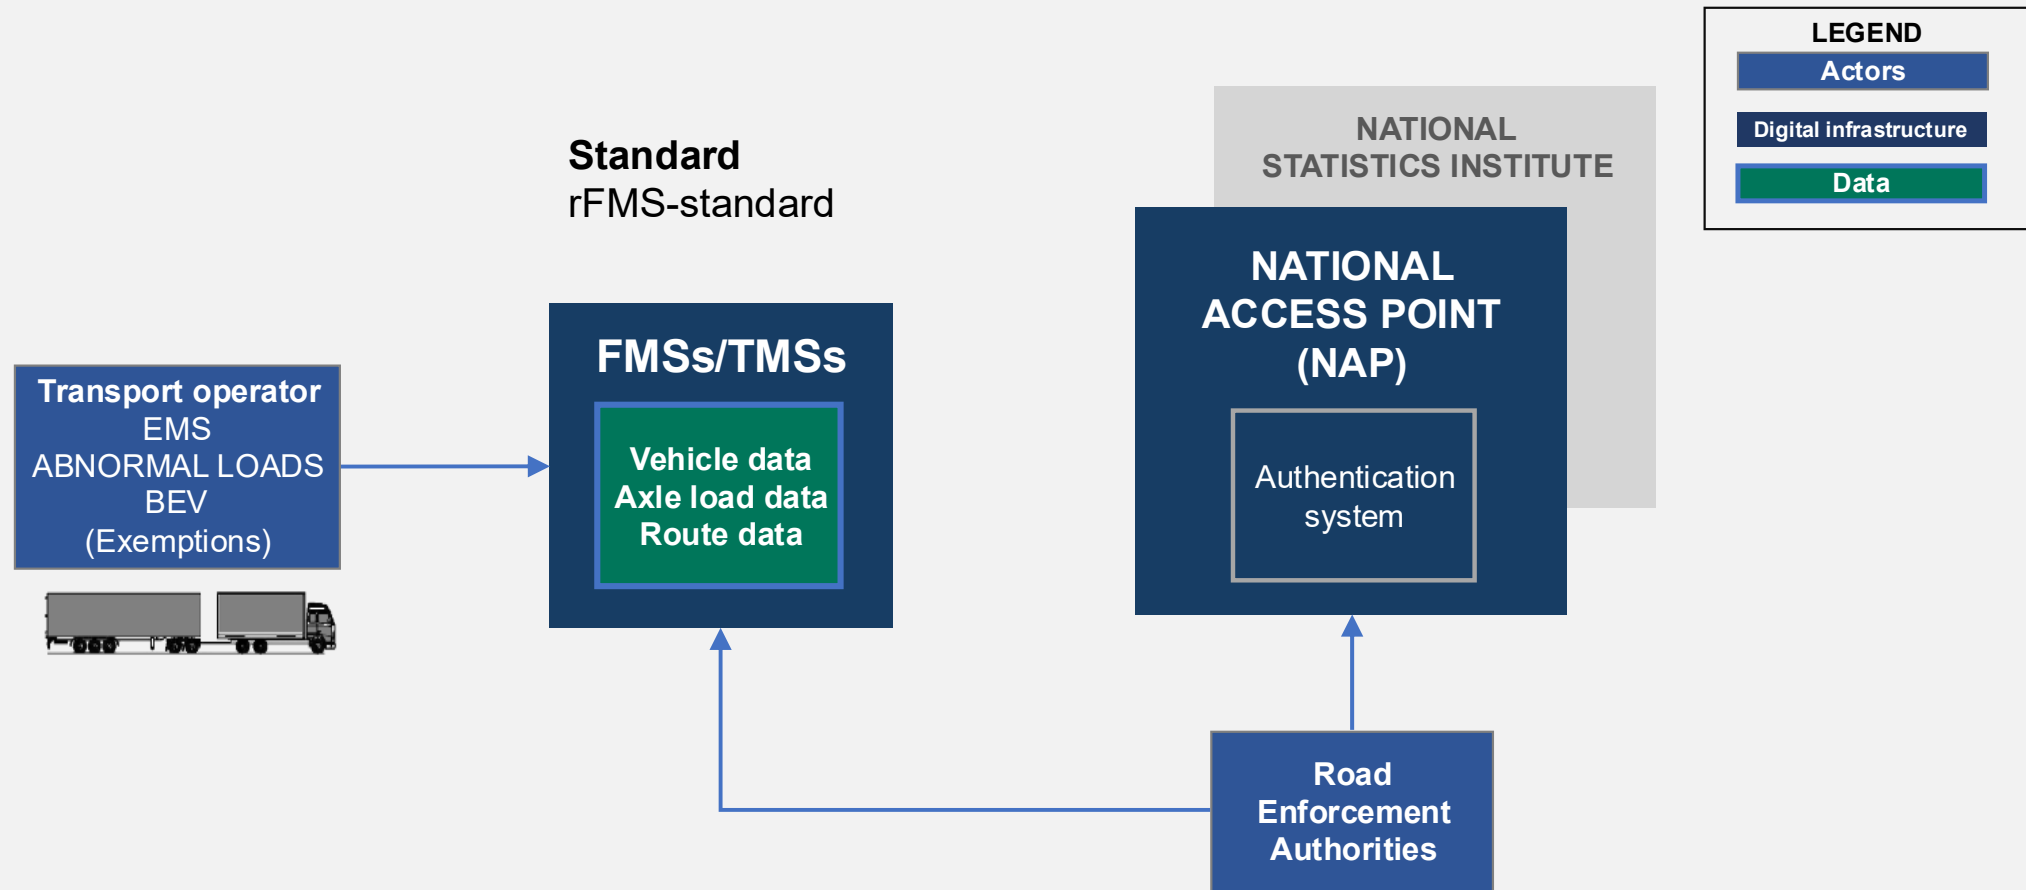 LEGEND
Actors
Digital infrastructure
Data
Standard
rFMS-standard
NATIONAL
STATISTICS INSTITUTE
NATIONAL
ACCESS POINT
(NAP)
Authentication
system
FMSs/TMSs
Vehicle data
Axle load data
Route data
Transport operator
EMS
ABNORMAL LOADS
BEV
(Exemptions)
Road
Enforcement
Authorities